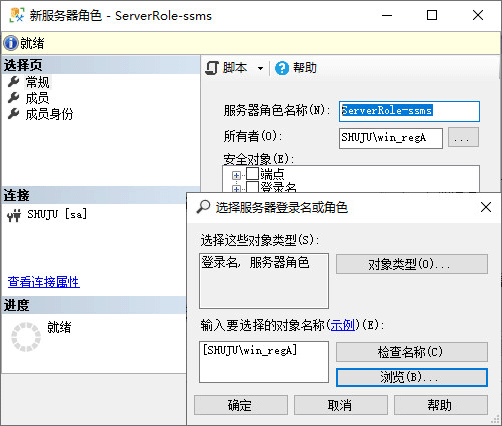 新服务器角色 - ServerRole-ssms
就绪
选择页
常规
成员
成员身份
脚本
帮助
服务器角色名称(N):
ServerRole-ssms
所有者(O):
SHUJU\win_regA
...
安全对象(E):
端点
登录名
连接
SHUJU [sa]
查看连接属性
进度
就绪
选择服务器登录名或角色
选择这些对象类型(S):
登录名, 服务器角色
对象类型(O)...
输入要选择的对象名称(示例)(E):
[SHUJU\win_regA]
检查名称(C)
浏览(B)...
确定
取消
帮助